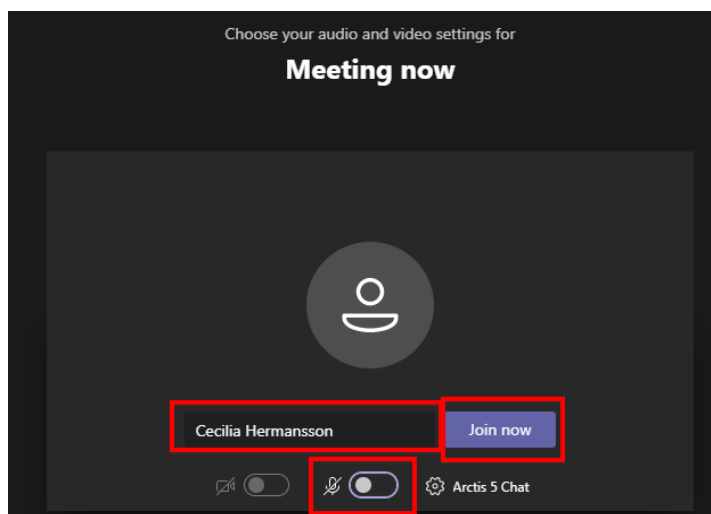 Choose your audio and video settings for
Meeting now
Cecilia Hermansson
Join now
Arctis 5 Chat